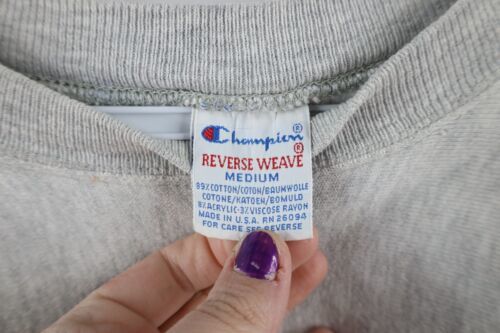 Champion®
REVERSE WEAVE®
MEDIUM
89% COTTON/COTON/BAUMWOLLE
COTONE/KATOEN/BOMULD
8% ACRYLIC-3% VISCOSE RAYON
MADE IN U.S.A. RN 26094
FOR CARE SEE REVERSE